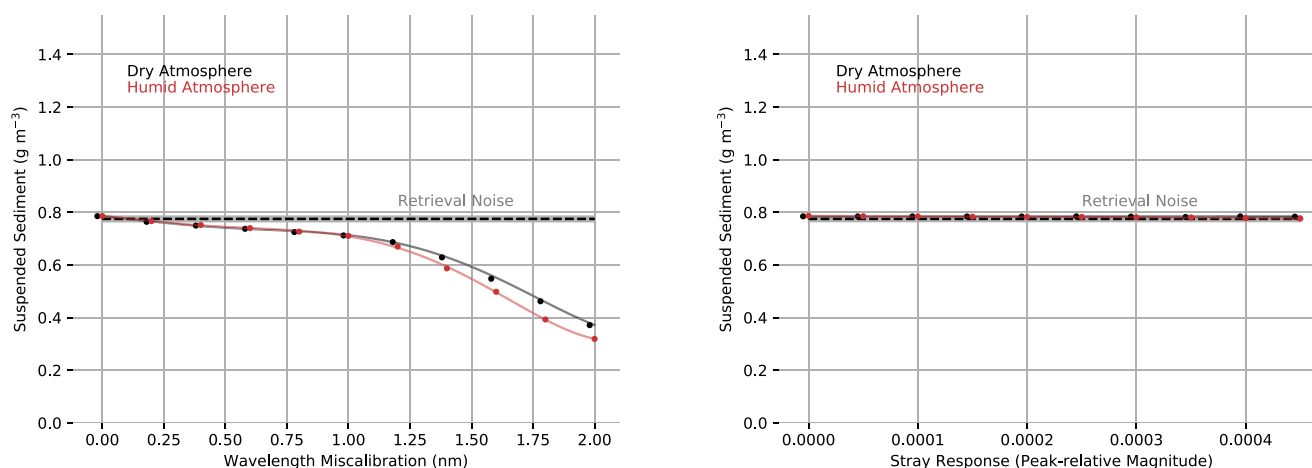 1.4
1.2
1.0
0.8
0.6
0.4
0.2
0.0
Suspended Sediment (g m⁻³)
Dry Atmosphere
Humid Atmosphere
Retrieval Noise
0.00 0.25 0.50 0.75 1.00 1.25 1.50 1.75 2.00
Wavelength Miscalibration (nm)
1.4
1.2
1.0
0.8
0.6
0.4
0.2
0.0
Suspended Sediment (g m⁻³)
Dry Atmosphere
Humid Atmosphere
Retrieval Noise
0.0000 0.0001 0.0002 0.0003 0.0004
Stray Response (Peak-relative Magnitude)